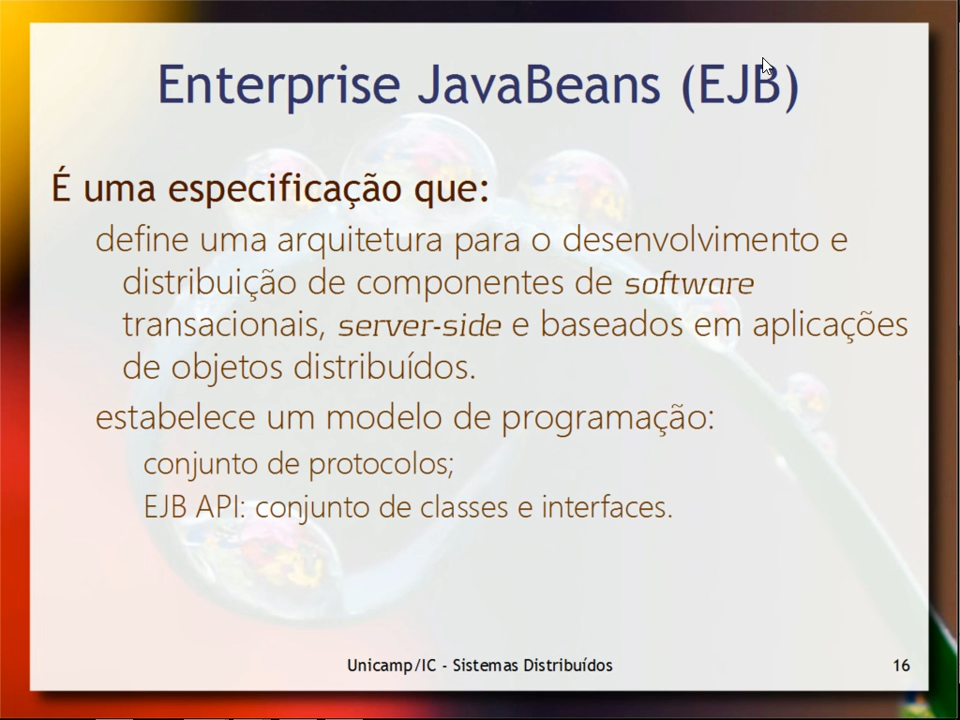 Enterprise JavaBeans (EJB)
É uma especificação que:
define uma arquitetura para o desenvolvimento e
distribuição de componentes de software
transacionais, server-side e baseados em aplicações
de objetos distribuídos.
estabelece um modelo de programação:
conjunto de protocolos;
EJB API: conjunto de classes e interfaces.
Unicamp/IC - Sistemas Distribuídos
16